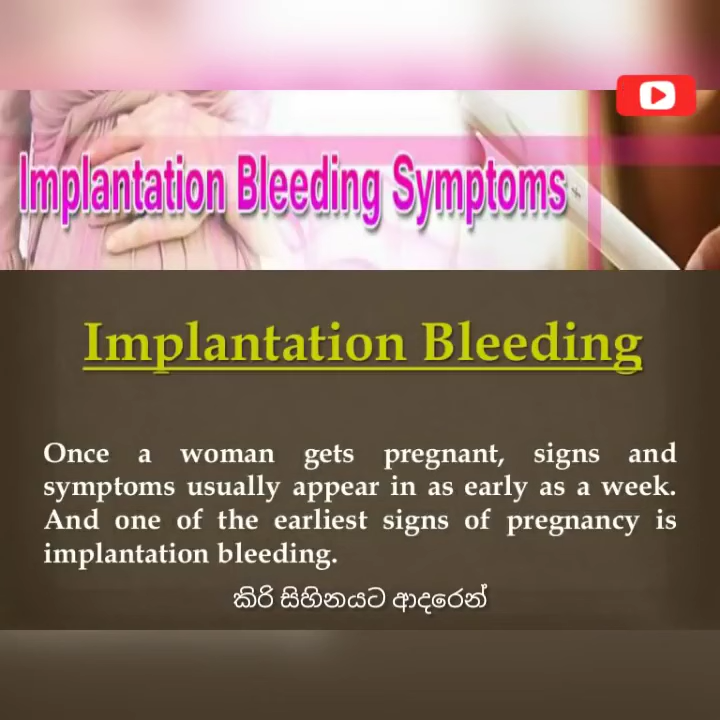 Implantation Bleeding Symptoms
Implantation Bleeding
Once a woman gets pregnant, signs and
symptoms usually appear in as early as a week.
And one of the earliest signs of pregnancy is
implantation bleeding.
කිරි සිහිනයට ආදරෙන්